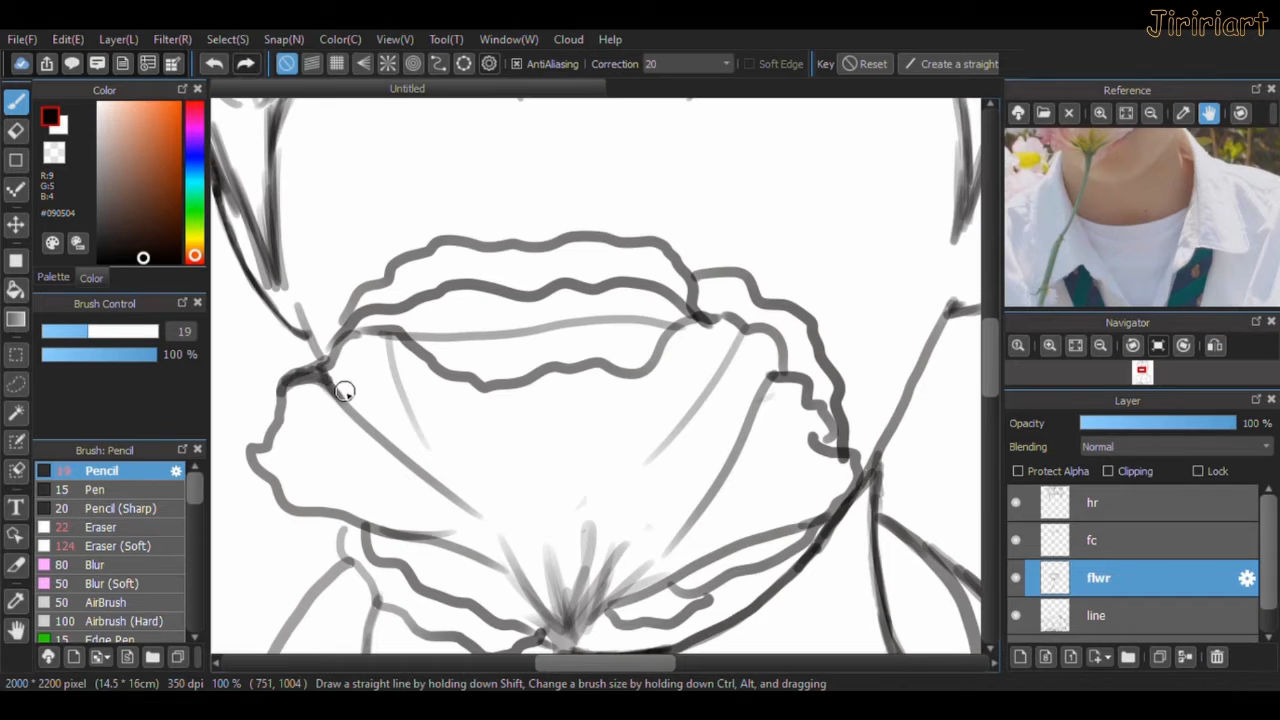 Jiririart
File(F) Edit(E) Layer(L) Filter(R) Select(S) Snap(N) Color(C) View(V) Tool(T) Window(W) Cloud Help
AntiAliasing Correction 20 Soft Edge Key Reset Create a straight
Color
R:9
G:5
B:4
#090504
Palette Color
Brush Control
19
100 %
Brush: Pencil
19 Pencil
15 Pen
20 Pencil (Sharp)
22 Eraser
124 Eraser (Soft)
80 Blur
50 Blur (Soft)
50 AirBrush
100 Airbrush (Hard)
15 Edge Pen
Untitled
Reference
Navigator
Layer
Opacity 100 %
Blending Normal
Protect Alpha Clipping Lock
hr
fc
flwr
line
2000 * 2200 pixel (14.5 * 16cm) 350 dpi 100 % ( 751, 1004 ) Draw a straight line by holding down Shift, Change a brush size by holding down Ctrl, Alt, and dragging